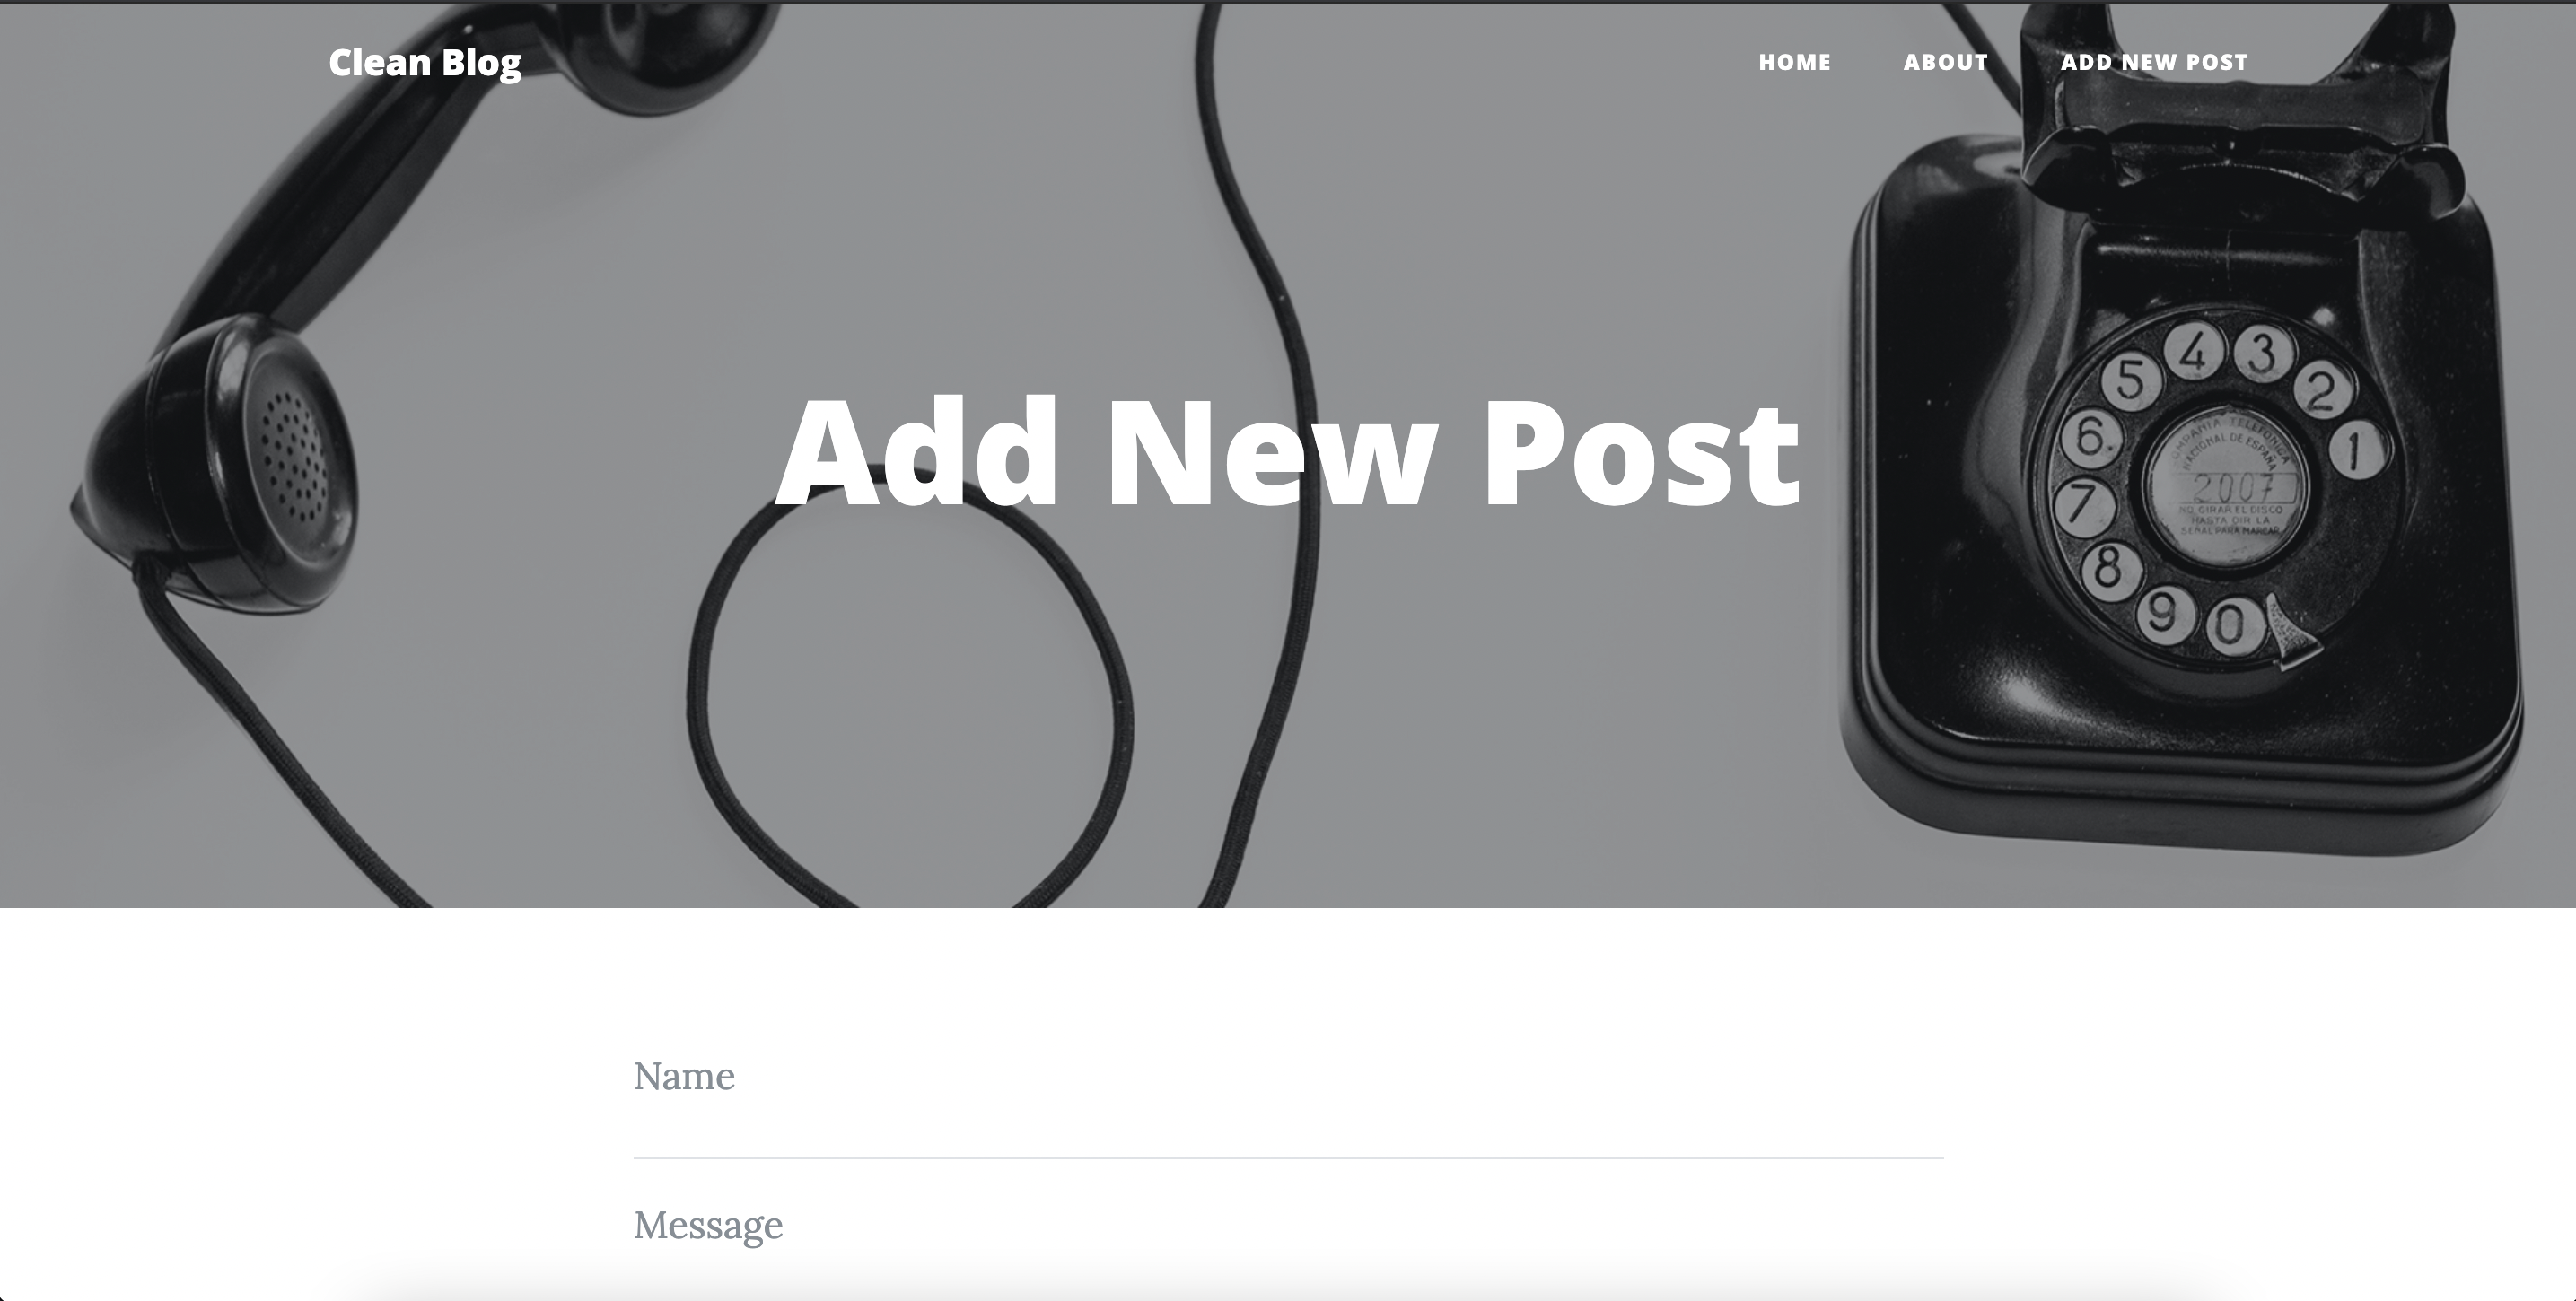 Clean Blog
HOME
ABOUT
ADD NEW POST
Add New Post
4
3
5
2
6
1
7
8
9
0
COMPAÑIA TELEFONICA
NACIONAL DE ESPAÑA
2007
NO GIRAR EL DISCO
HASTA OIR LA
SEÑAL PARA MARCAR
Name
Message